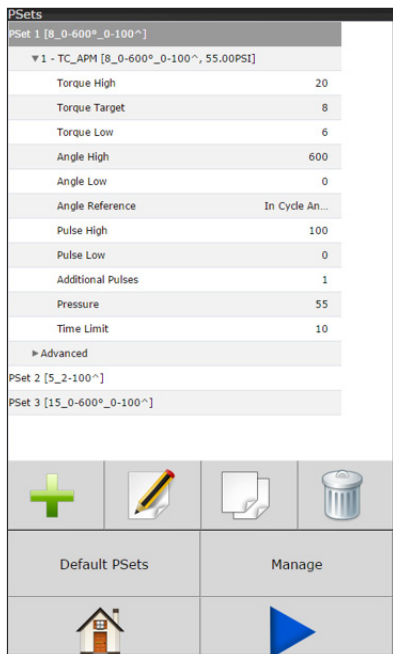 PSets
PSet 1 [8_0-600°_0-100^]
▼1 - TC_APM [8_0-600°_0-100^, 55.00PSI]
Torque High 20
Torque Target 8
Torque Low 6
Angle High 600
Angle Low 0
Angle Reference In Cycle An...
Pulse High 100
Pulse Low 0
Additional Pulses 1
Pressure 55
Time Limit 10
▶Advanced
PSet 2 [5_2-100^]
PSet 3 [15_0-600°_0-100^]
Default PSets Manage